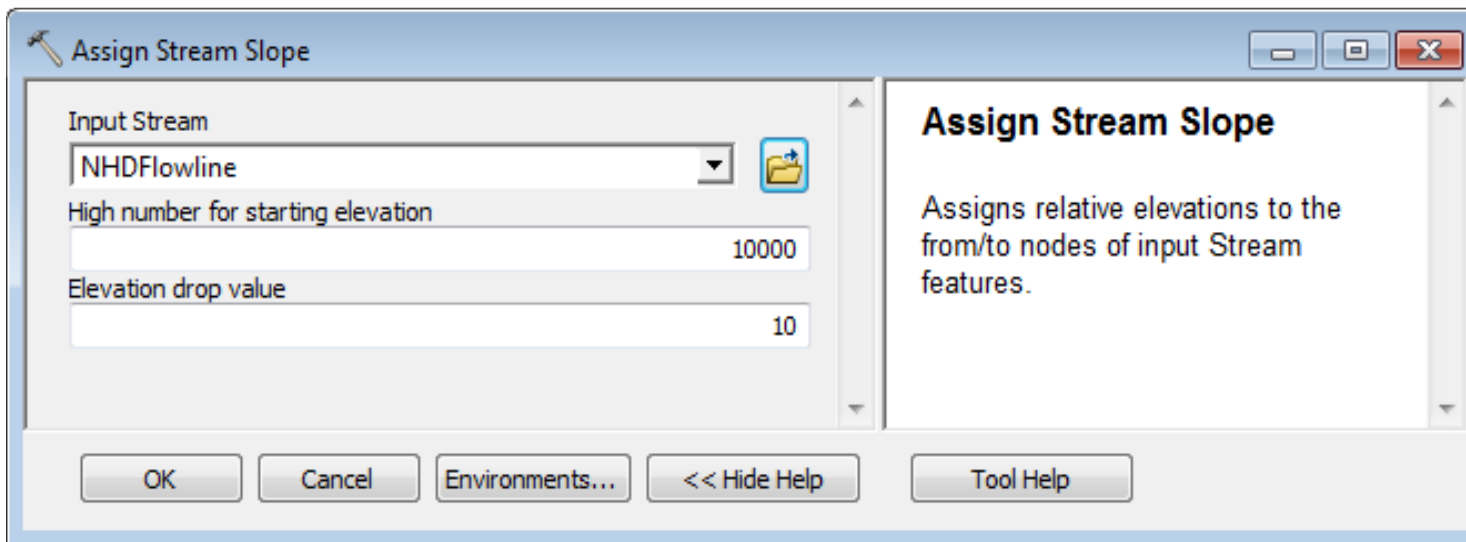 Assign Stream Slope
Input Stream
NHDFlowline
High number for starting elevation
10000
Elevation drop value
10
Assign Stream Slope
Assigns relative elevations to the
from/to nodes of input Stream
features.
OK
Cancel
Environments...
<< Hide Help
Tool Help